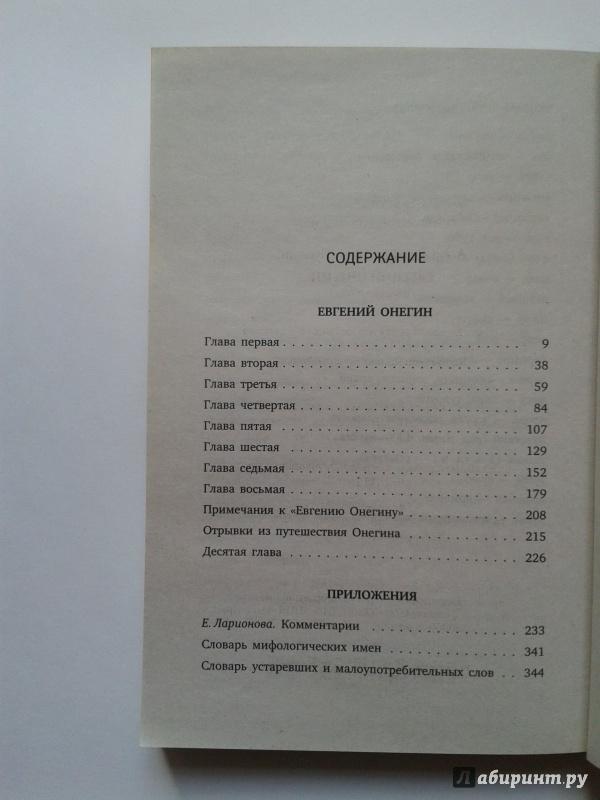 СОДЕРЖАНИЕ
ЕВГЕНИЙ ОНЕГИН
Глава первая . . . . . . . . . . . . . . . . . . . . . . . . . . 9
Глава вторая . . . . . . . . . . . . . . . . . . . . . . . . . . 38
Глава третья . . . . . . . . . . . . . . . . . . . . . . . . . . 59
Глава четвертая . . . . . . . . . . . . . . . . . . . . . . . . 84
Глава пятая . . . . . . . . . . . . . . . . . . . . . . . . . . 107
Глава шестая . . . . . . . . . . . . . . . . . . . . . . . . . 129
Глава седьмая . . . . . . . . . . . . . . . . . . . . . . . . . 152
Глава восьмая . . . . . . . . . . . . . . . . . . . . . . . . . 179
Примечания к «Евгению Онегину» . . . . . . . . . . . . 208
Отрывки из путешествия Онегина . . . . . . . . . . . . 215
Десятая глава . . . . . . . . . . . . . . . . . . . . . . . . . 226
ПРИЛОЖЕНИЯ
Е. Ларионова. Комментарии . . . . . . . . . . . . . . . . 233
Словарь мифологических имен . . . . . . . . . . . . . . 341
Словарь устаревших и малоупотребительных слов . . 344
лабиринт.ру